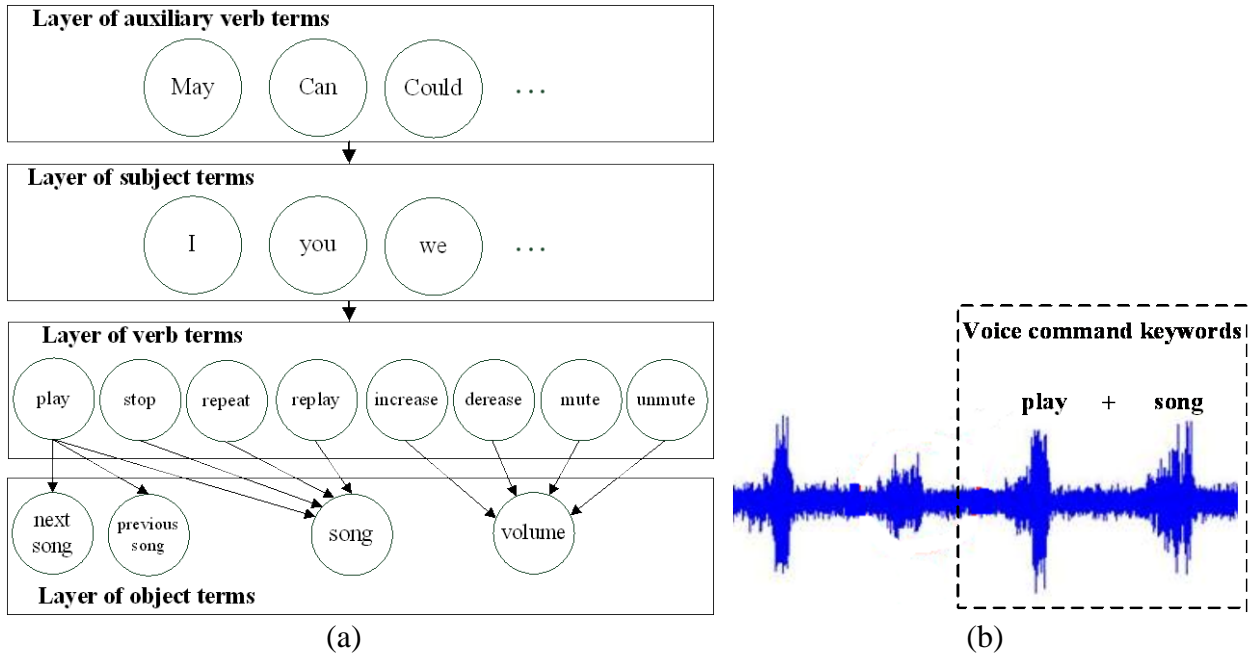 Layer of auxiliary verb terms
May Can Could ...
Layer of subject terms
I you we ...
Layer of verb terms
play stop repeat replay increase derease mute unmute
next song previous song song volume
Layer of object terms
(a)
Voice command keywords
play + song
(b)